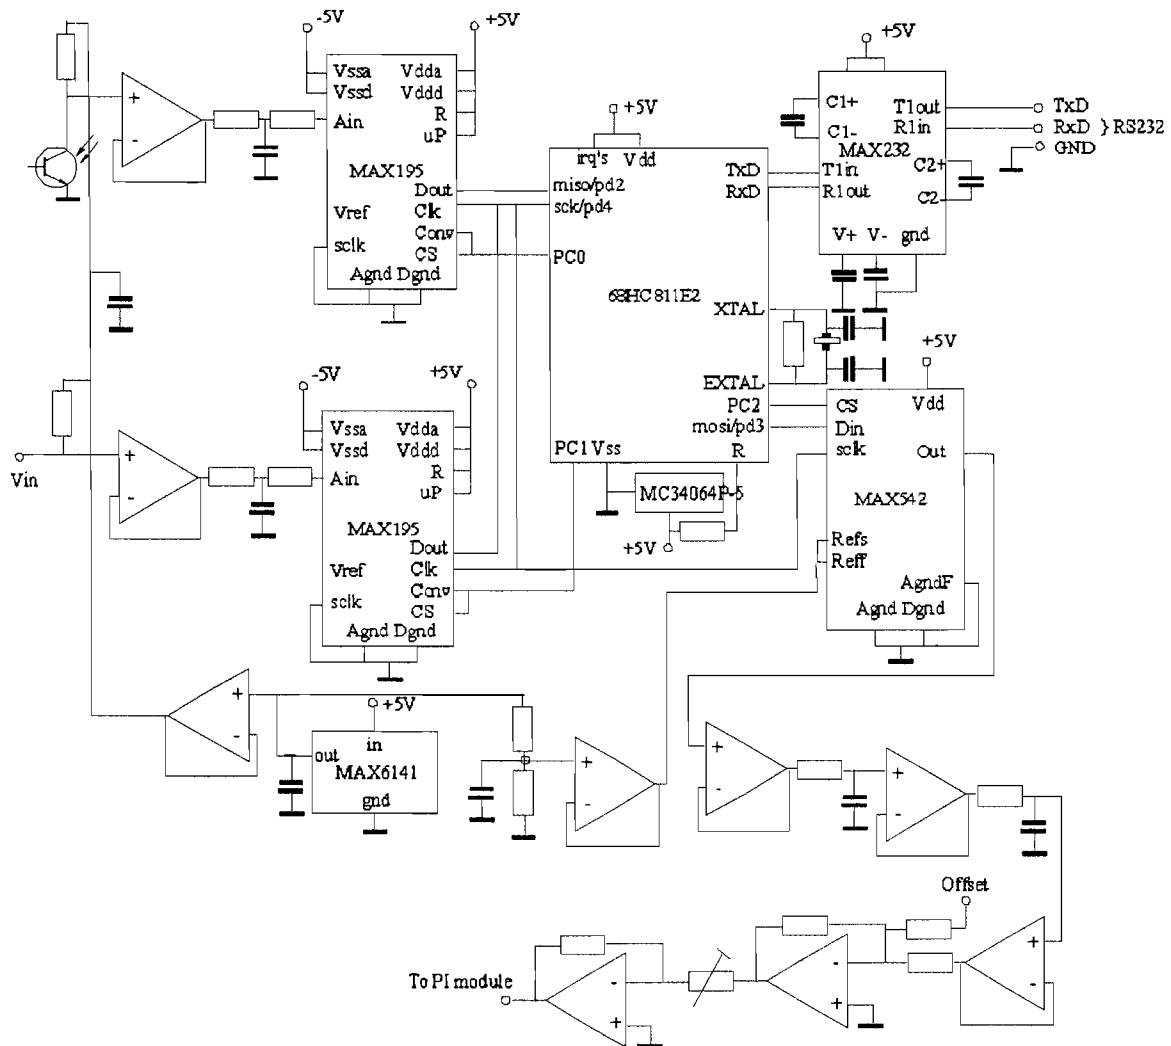 -5V
+5V
Vssa
Vssd
Ain
Vdda
Vddd
R
uP
MAX195
Dout
Clk
Conv
CS
Vref
sclk
Agnd Dgnd
+5V
irq's
Vdd
miso/pd2
sck/pd4
PC0
TxD
RxD
68HC811E2
XTAL
EXTAL
PC2
mosi/pd3
PC1 Vss
R
MC34064P-5
+5V
+5V
C1+
C1-
T1out
R1in
MAX232
T1in
R1out
C2+
C2
V+
V-
gnd
TxD
RxD } RS232
GND
+5V
CS
Din
sclk
Vdd
Out
MAX542
Refs
Reff
AgndF
Agnd Dgnd
Vin
-5V
+5V
Vssa
Vssd
Ain
Vdda
Vddd
R
uP
MAX195
Dout
Clk
Conv
CS
Vref
sclk
Agnd Dgnd
+5V
in
out
MAX6141
gnd
Offset
To PI module
+
-
+
-
+
-
+
-
+
-
+
-
+
-
-
+
-
+